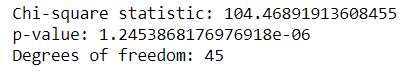 Chi-square statistic: 104.46891913608455
p-value: 1.2453868176976918e-06
Degrees of freedom: 45